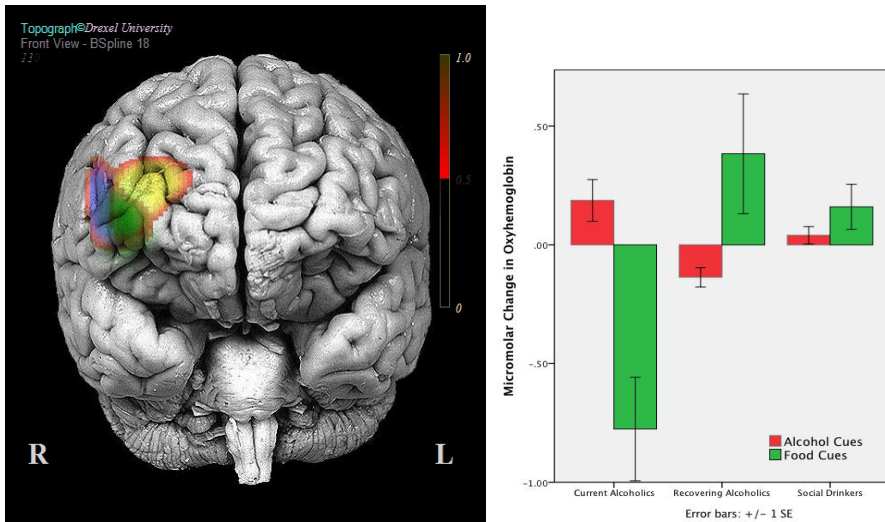 Topograph©Drexel University
Front View - BSpline 18
130
1.0
0.5
0
R
L
Micromolar Change in Oxyhemoglobin
.50
.00
-.50
-1.00
Alcohol Cues
Food Cues
Current Alcoholics
Recovering Alcoholics
Social Drinkers
Error bars: +/- 1 SE